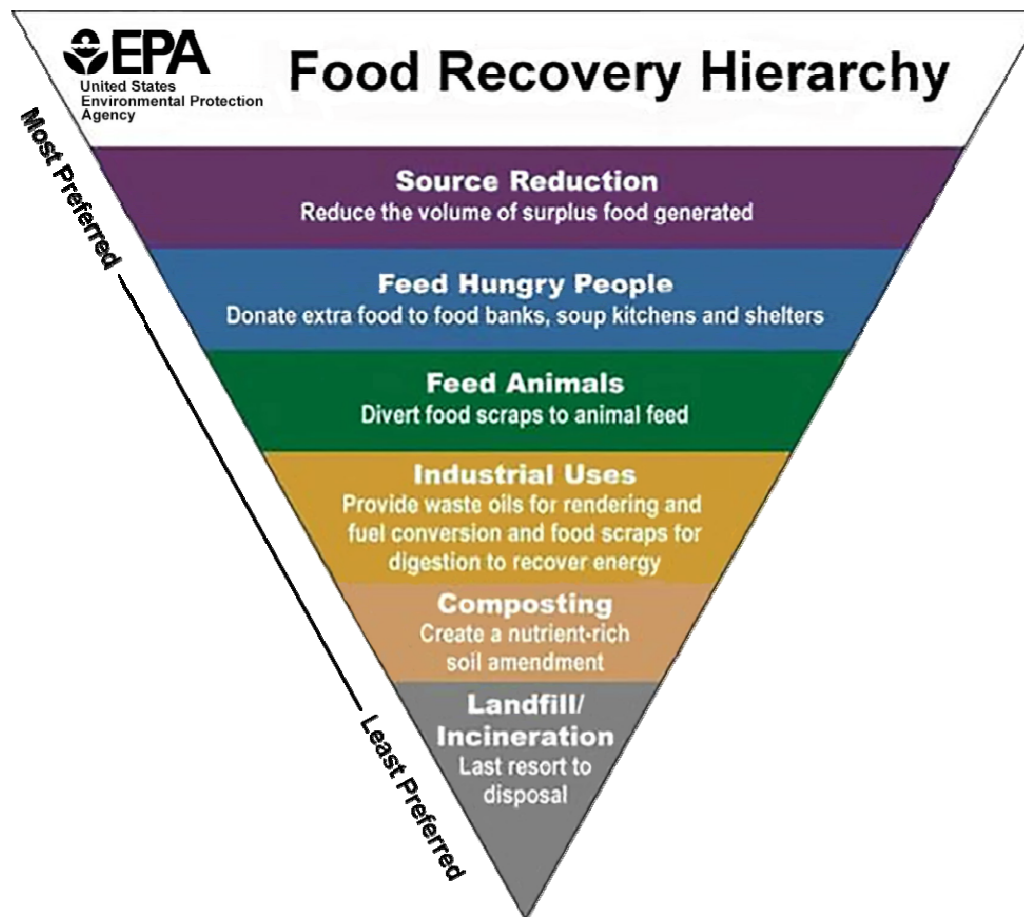 EPA
United States
Environmental Protection
Agency
Food Recovery Hierarchy
Most Preferred
Source Reduction
Reduce the volume of surplus food generated
Feed Hungry People
Donate extra food to food banks, soup kitchens and shelters
Feed Animals
Divert food scraps to animal feed
Industrial Uses
Provide waste oils for rendering and
fuel conversion and food scraps for
digestion to recover energy
Composting
Create a nutrient-rich
soil amendment
Landfill/
Incineration
Last resort to
disposal
Least Preferred